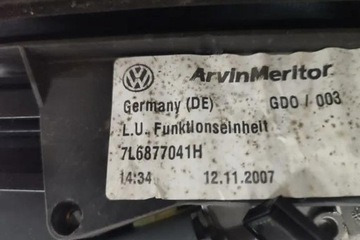 ArvinMeritor
Germany (DE) GDO / 003
L.U. Funktionseinheit
7L6877041H
14:34 12.11.2007